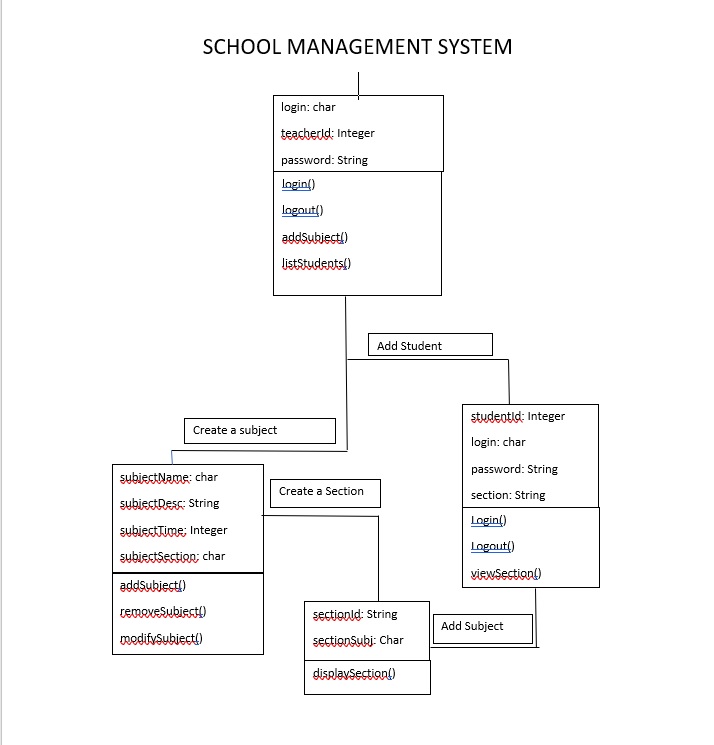 SCHOOL MANAGEMENT SYSTEM
login: char
teacherId: Integer
password: String
login()
logout()
addSubject()
listStudents()
Add Student
Create a subject
studentId: Integer
login: char
password: String
section: String
Login()
Logout()
viewSection()
subjectName: char
subjectDesc: String
subjectTime: Integer
subjectSection: char
addSubject()
removeSubject()
modifySubject()
Create a Section
sectionId: String
sectionSubj: Char
displaySection()
Add Subject